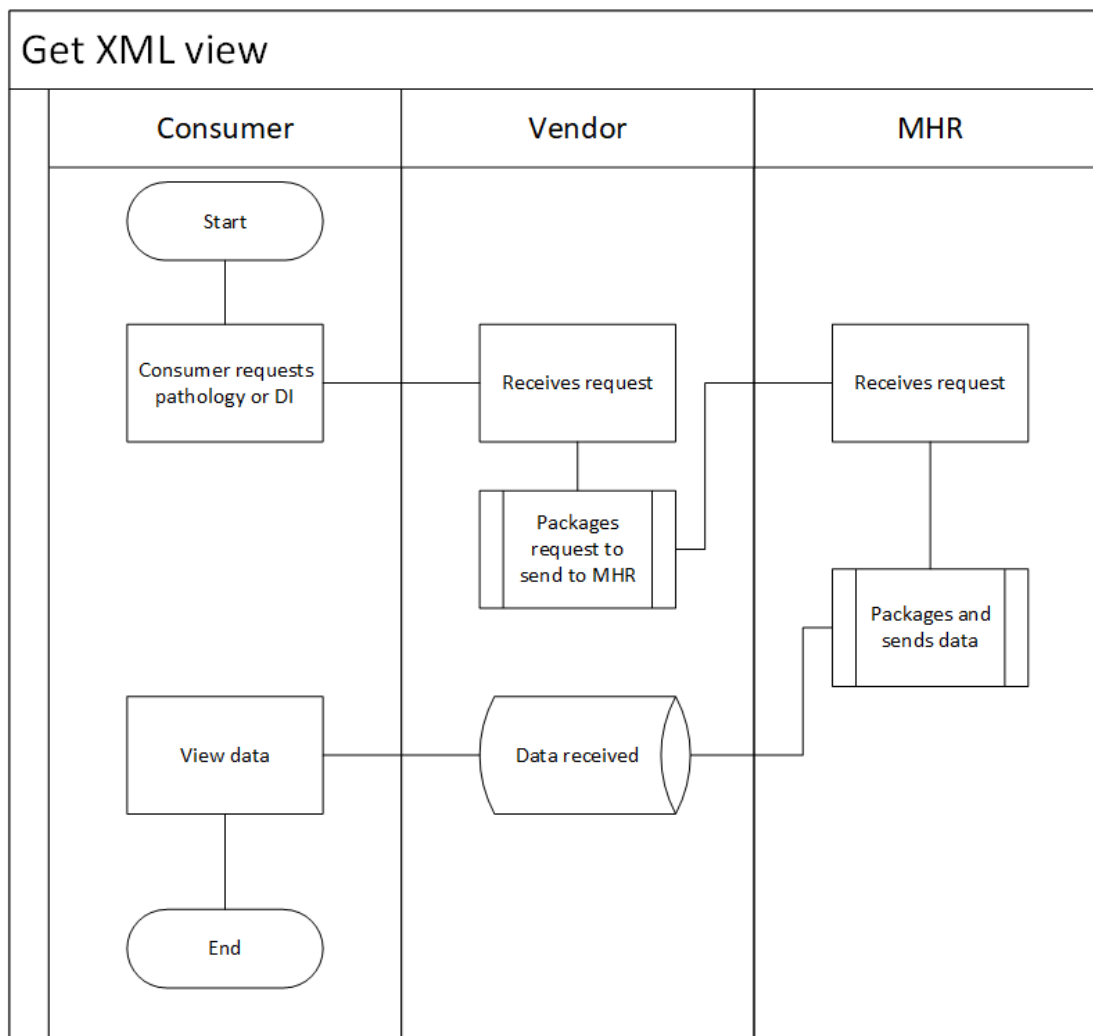 Get XML view
Consumer
Vendor
MHR
Start
Consumer requests
pathology or DI
Receives request
Receives request
Packages
request to
send to MHR
Packages and
sends data
View data
Data received
End